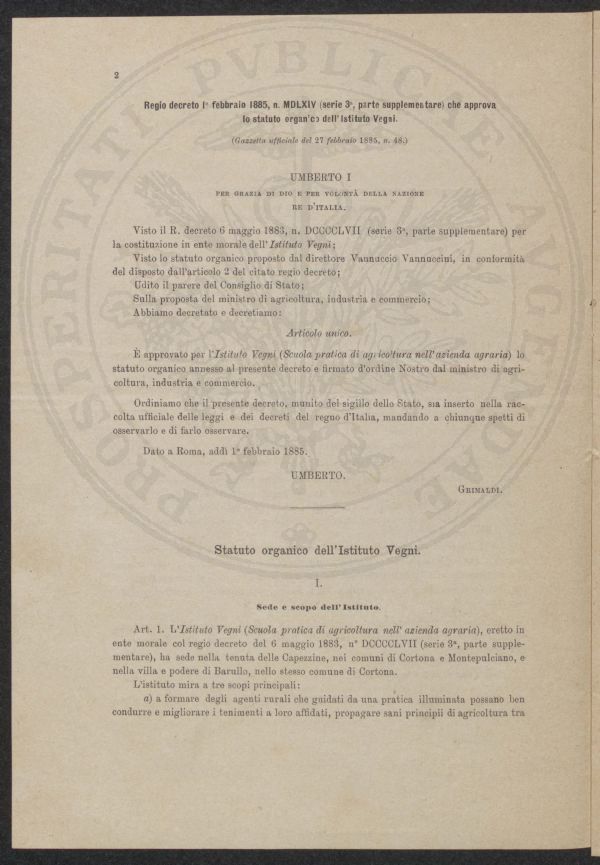 2
Regio decreto 1° febbraio 1885, n. MDLXIV (serie 3ª, parte supplementare) che approva
lo statuto organico dell'Istituto Vegni.
(Gazzetta ufficiale del 27 febbraio 1885, n. 48.)
UMBERTO I
PER GRAZIA DI DIO E PER VOLONTÀ DELLA NAZIONE
RE D'ITALIA.
Visto il R. decreto 6 maggio 1883, n. DCCCCLVII (serie 3ª, parte supplementare) per
la costituzione in ente morale dell'Istituto Vegni;
Visto lo statuto organico proposto dal direttore Vannuccio Vannuccini, in conformità
del disposto dall'articolo 2 del citato regio decreto;
Udito il parere del Consiglio di Stato;
Sulla proposta del ministro di agricoltura, industria e commercio;
Abbiamo decretato e decretiamo:
Articolo unico.
È approvato per l'Istituto Vegni (Scuola pratica di agricoltura nell'azienda agraria) lo
statuto organico annesso al presente decreto e firmato d'ordine Nostro dal ministro di agri-
coltura, industria e commercio.
Ordiniamo che il presente decreto, munito del sigillo dello Stato, sia inserto nella rac-
colta ufficiale delle leggi e dei decreti del regno d'Italia, mandando a chiunque spetti di
osservarlo e di farlo osservare.
Dato a Roma, addì 1° febbraio 1885.
UMBERTO.
GRIMALDI.
Statuto organico dell'Istituto Vegni.
I.
Sede e scopo dell'Istituto.
Art. 1. L'Istituto Vegni (Scuola pratica di agricoltura nell'azienda agraria), eretto in
ente morale col regio decreto del 6 maggio 1883, n° DCCCCLVII (serie 3ª, parte supple-
mentare), ha sede nella tenuta delle Capezzine, nei comuni di Cortona e Montepulciano, e
nella villa e podere di Barullo, nello stesso comune di Cortona.
L'istituto mira a tre scopi principali:
a) a formare degli agenti rurali che guidati da una pratica illuminata possano ben
condurre e migliorare i tenimenti a loro affidati, propagare sani principii di agricoltura tra
PVBLICAE PROSPERITATI AVGENDAE